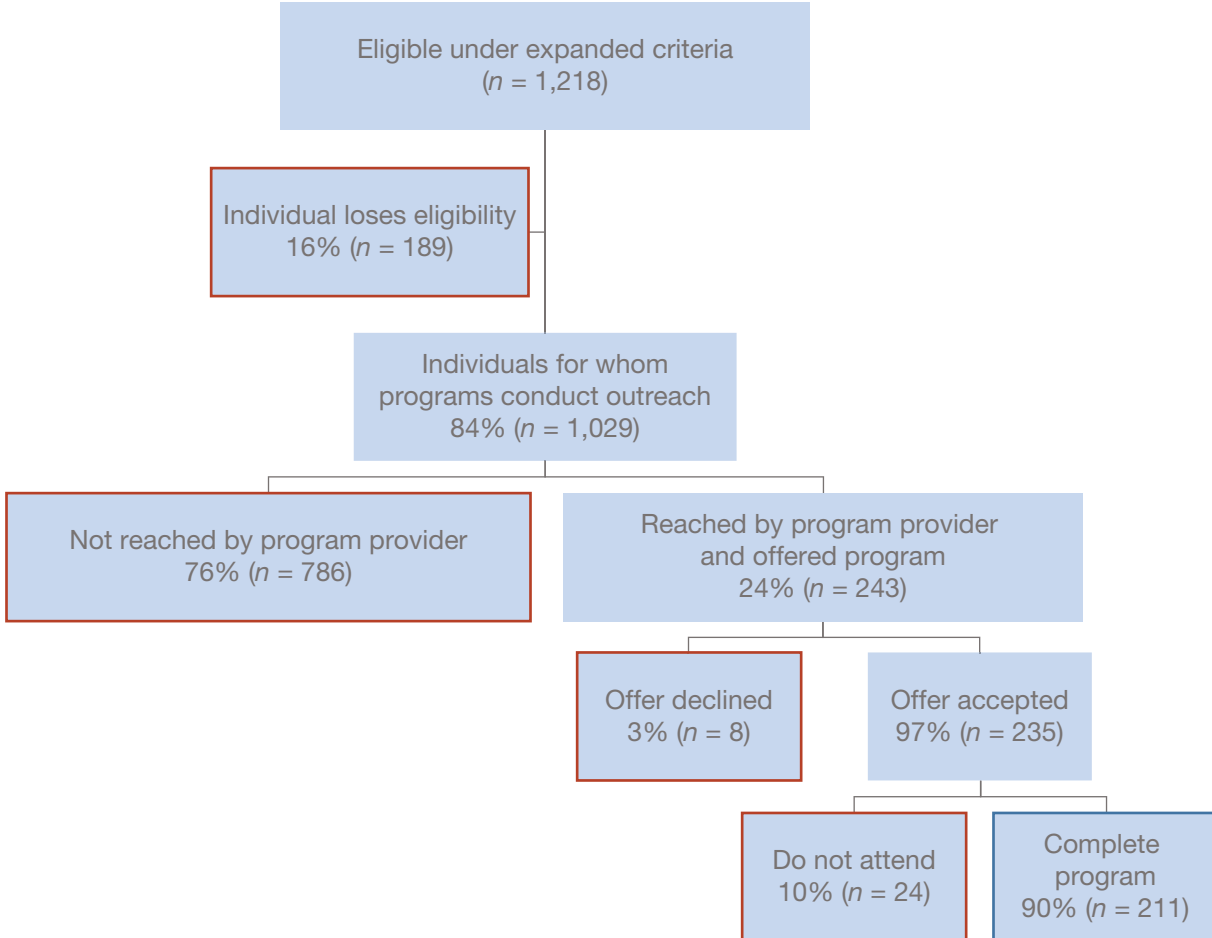 Eligible under expanded criteria
(n = 1,218)
Individual loses eligibility
16% (n = 189)
Individuals for whom
programs conduct outreach
84% (n = 1,029)
Not reached by program provider
76% (n = 786)
Reached by program provider
and offered program
24% (n = 243)
Offer declined
3% (n = 8)
Offer accepted
97% (n = 235)
Do not attend
10% (n = 24)
Complete
program
90% (n = 211)